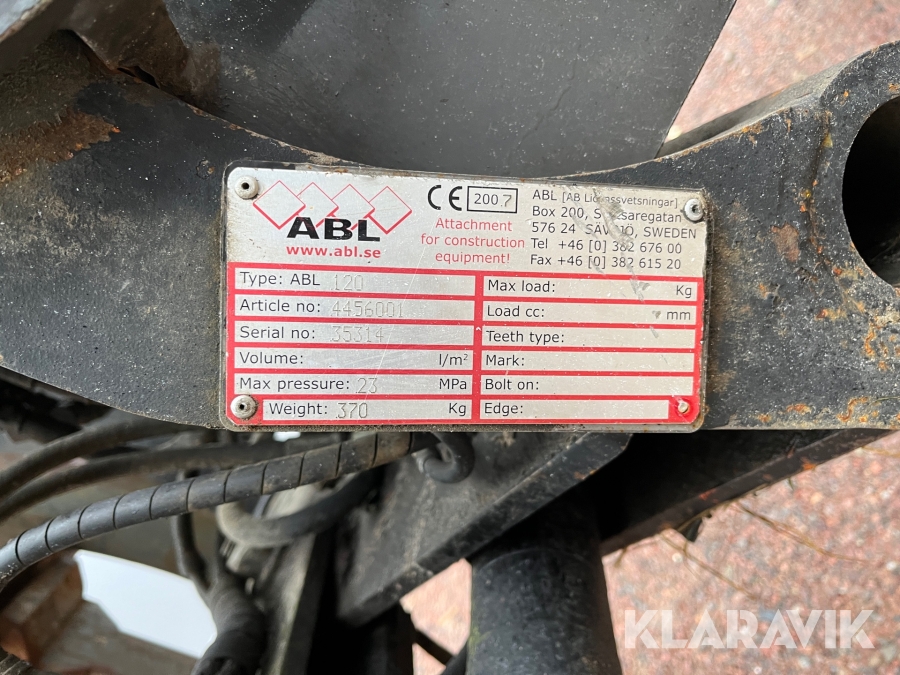 ABL
www.abl.se
CE 200.7
Attachment
for construction
equipment!
ABL [AB
Box 200,
576 24 SÄVSJÖ, SWEDEN
Tel +46 [0] 382 676 00
Fax +46 [0] 382 615 20
Type: ABL 120
Article no: 4456001
Serial no: 35314
Volume: l/m²
Max pressure: 23 MPa
Weight: 370 Kg
Max load: Kg
Load cc: mm
Teeth type:
Mark:
Bolt on:
Edge:
KLARAVIK